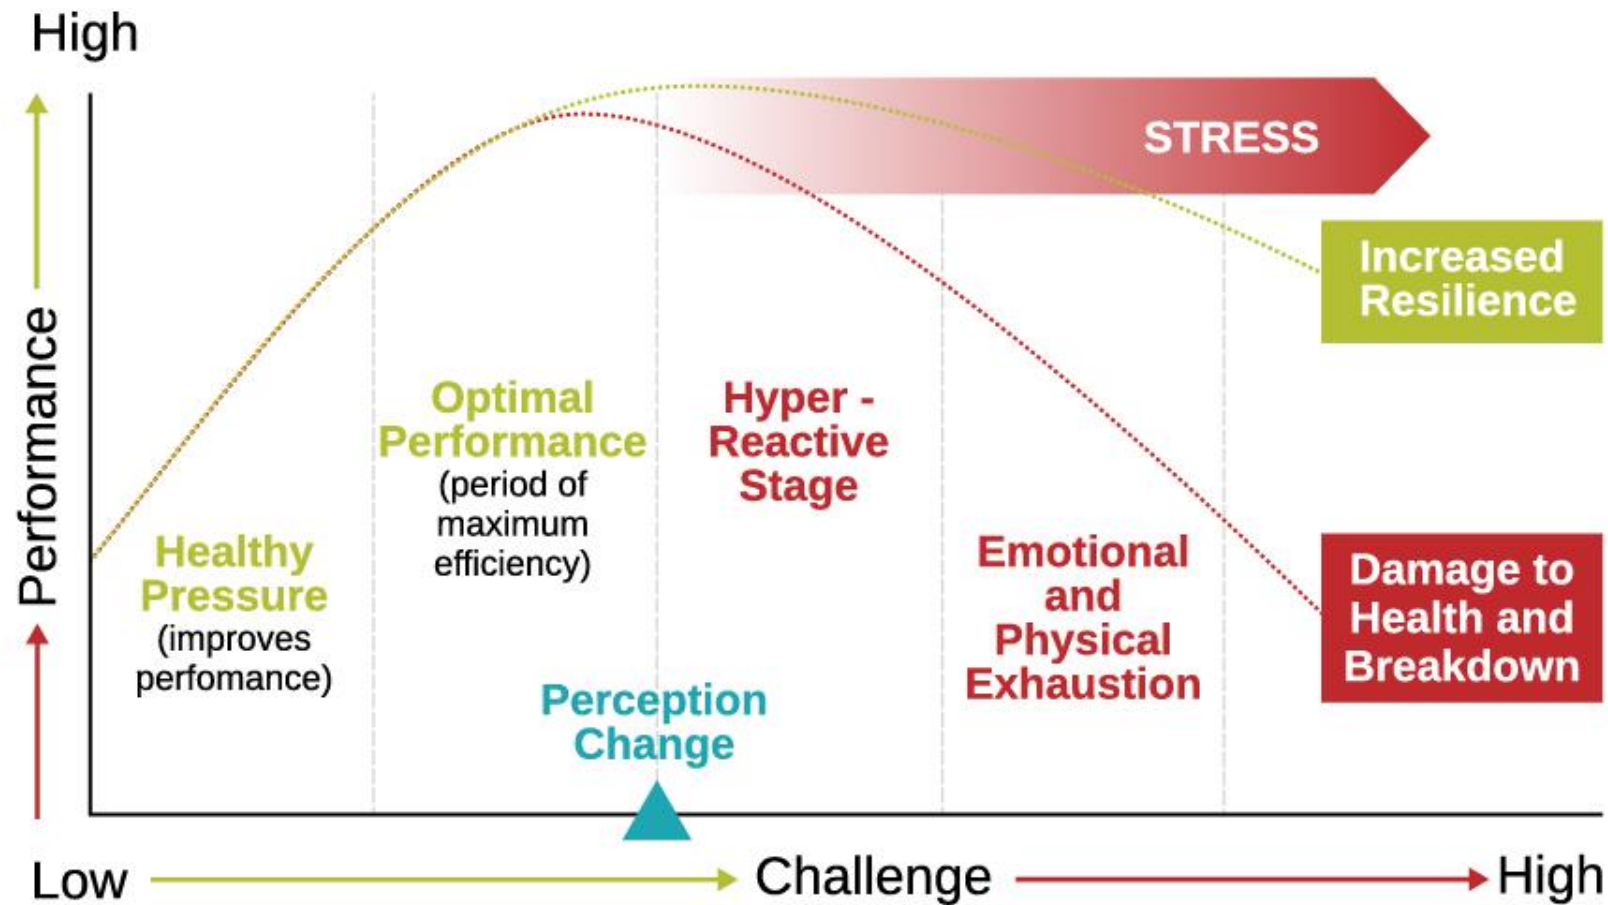 High
Performance
STRESS
Increased
Resilience
Optimal
Performance
(period of
maximum
efficiency)
Hyper -
Reactive
Stage
Healthy
Pressure
(improves
perfomance)
Emotional
and
Physical
Exhaustion
Damage to
Health and
Breakdown
Perception
Change
Low
Challenge
High